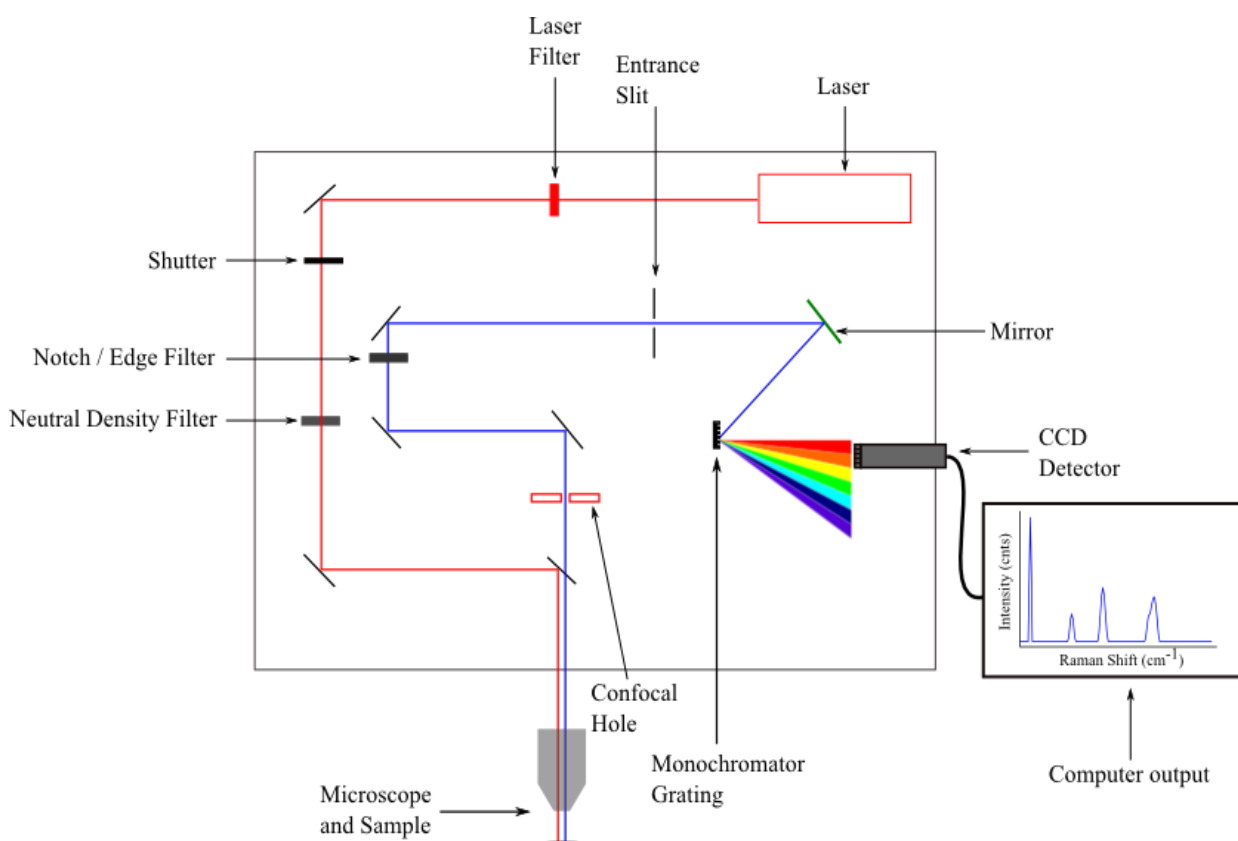 Laser
Filter
Entrance
Slit
Laser
Shutter
Mirror
Notch / Edge Filter
Neutral Density Filter
CCD
Detector
Intensity (cnts)
Raman Shift (cm-1)
Confocal
Hole
Monochromator
Grating
Computer output
Microscope
and Sample